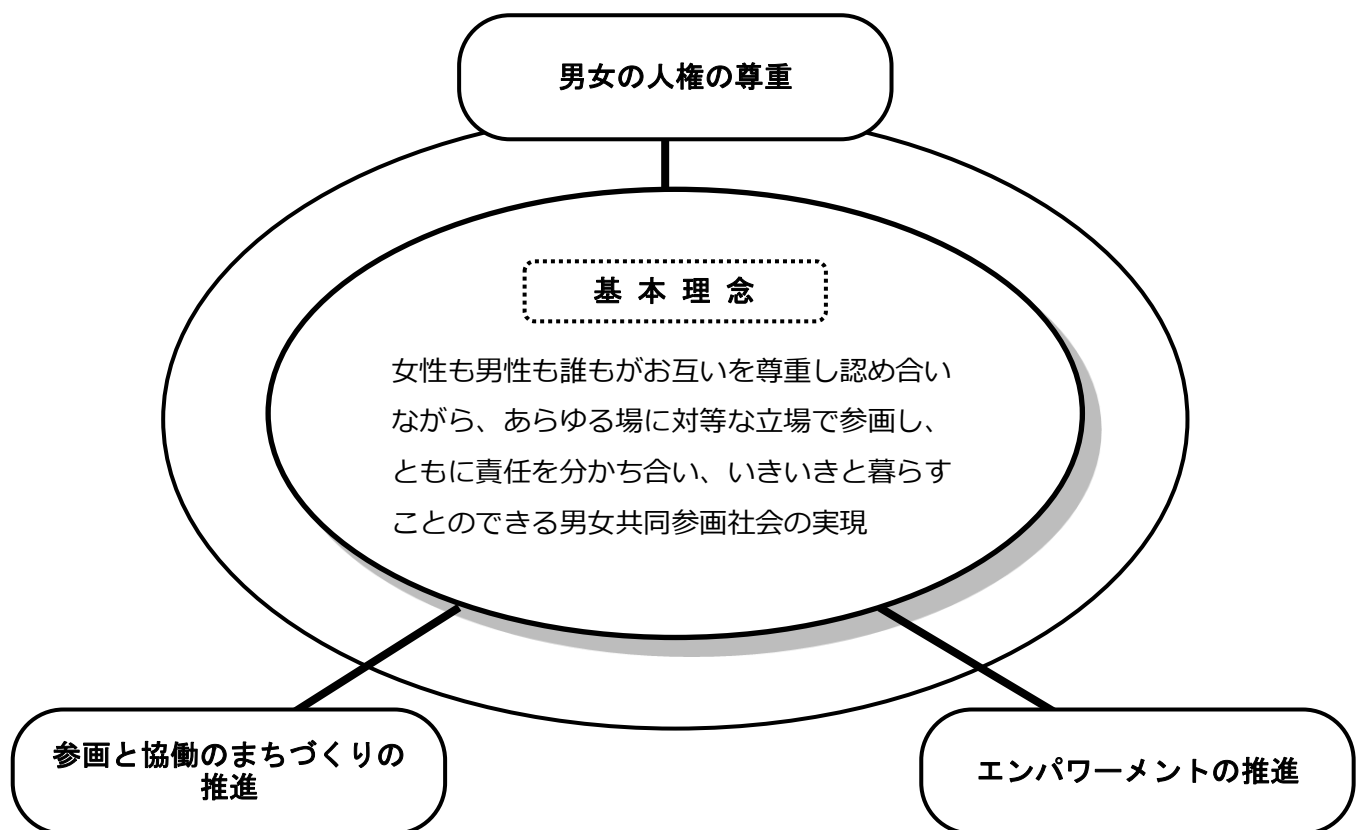 男女の人権の尊重
基本理念
女性も男性も誰もがお互いを尊重し認め合い
ながら、あらゆる場に対等な立場で参画し、
ともに責任を分かち合い、いきいきと暮らす
ことのできる男女共同参画社会の実現
参画と協働のまちづくりの
推進
エンパワーメントの推進